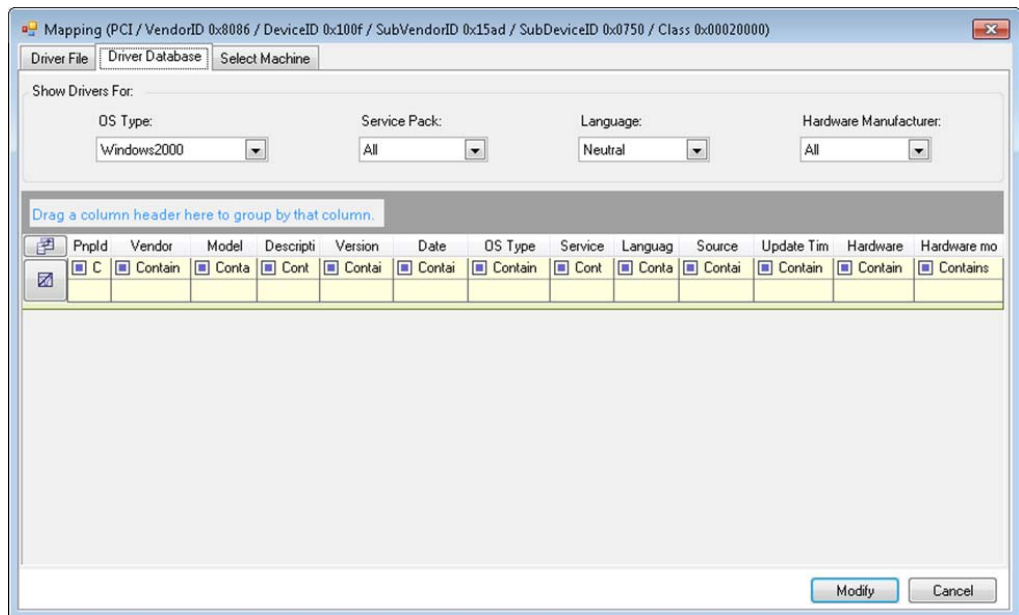 Mapping (PCI / VendorID 0x8086 / DeviceID 0x100f / SubVendorID 0x15ad / SubDeviceID 0x0750 / Class 0x00020000)
Driver File Driver Database Select Machine
Show Drivers For:
OS Type: Service Pack: Language: Hardware Manufacturer:
Windows2000 All Neutral All
Drag a column header here to group by that column.
PnpId Vendor Model Descripti Version Date OS Type Service Languag Source Update Tim Hardware Hardware mo
C Contain Conta Cont Contai Contai Contain Cont Conta Contai Contain Contain Contains
Modify Cancel